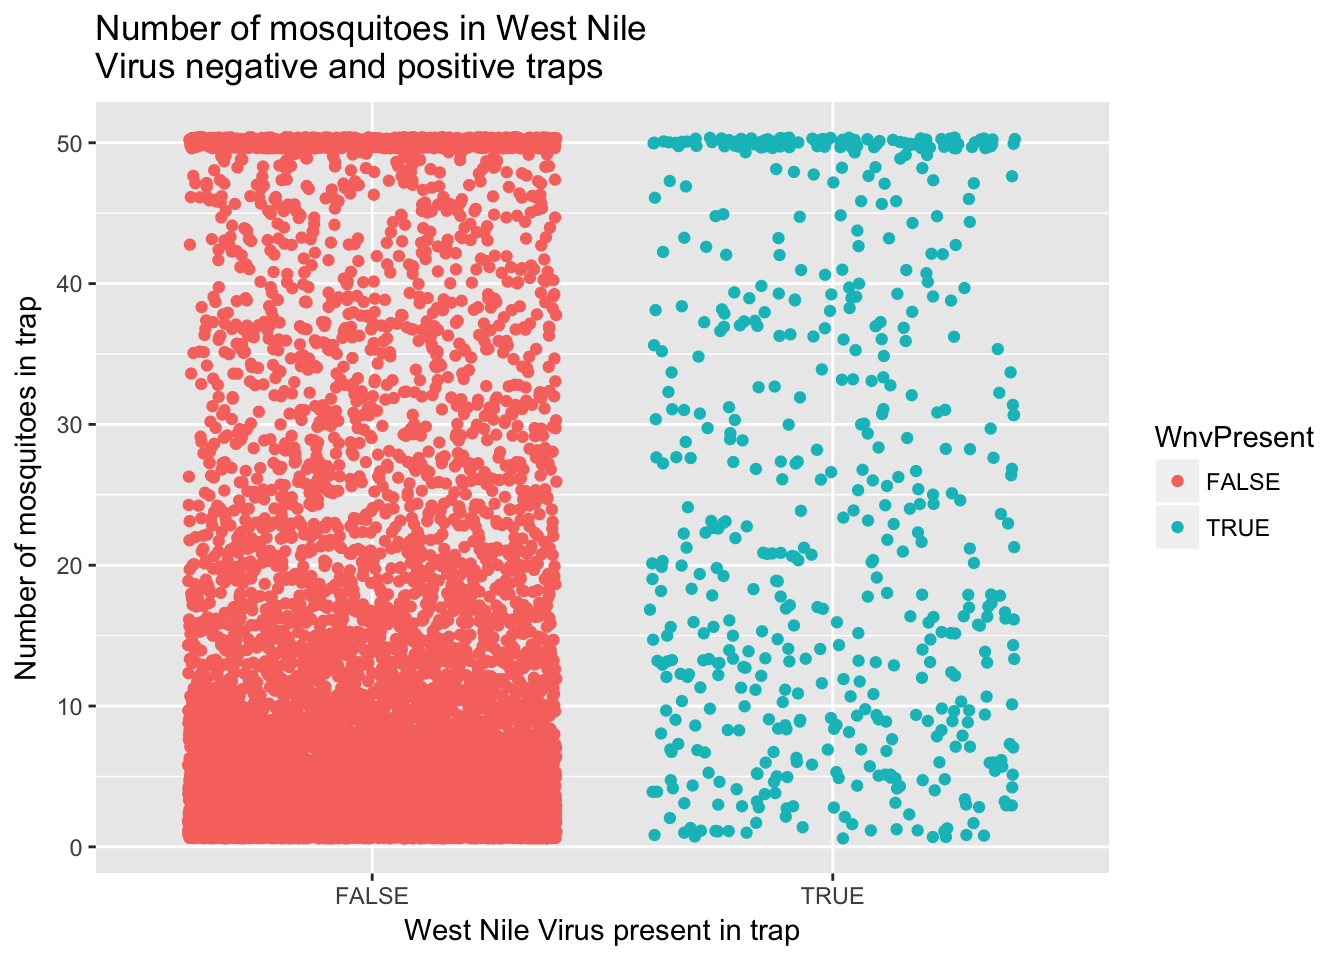 Number of mosquitoes in West Nile
Virus negative and positive traps
Number of mosquitoes in trap
50
40
30
20
10
0
FALSE
TRUE
West Nile Virus present in trap
WnvPresent
FALSE
TRUE